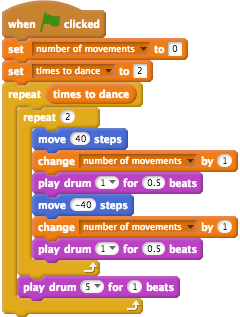 when clicked
set number of movements to 0
set times to dance to 2
repeat times to dance
repeat 2
move 40 steps
change number of movements by 1
play drum 1 for 0.5 beats
move -40 steps
change number of movements by 1
play drum 1 for 0.5 beats
play drum 5 for 1 beats